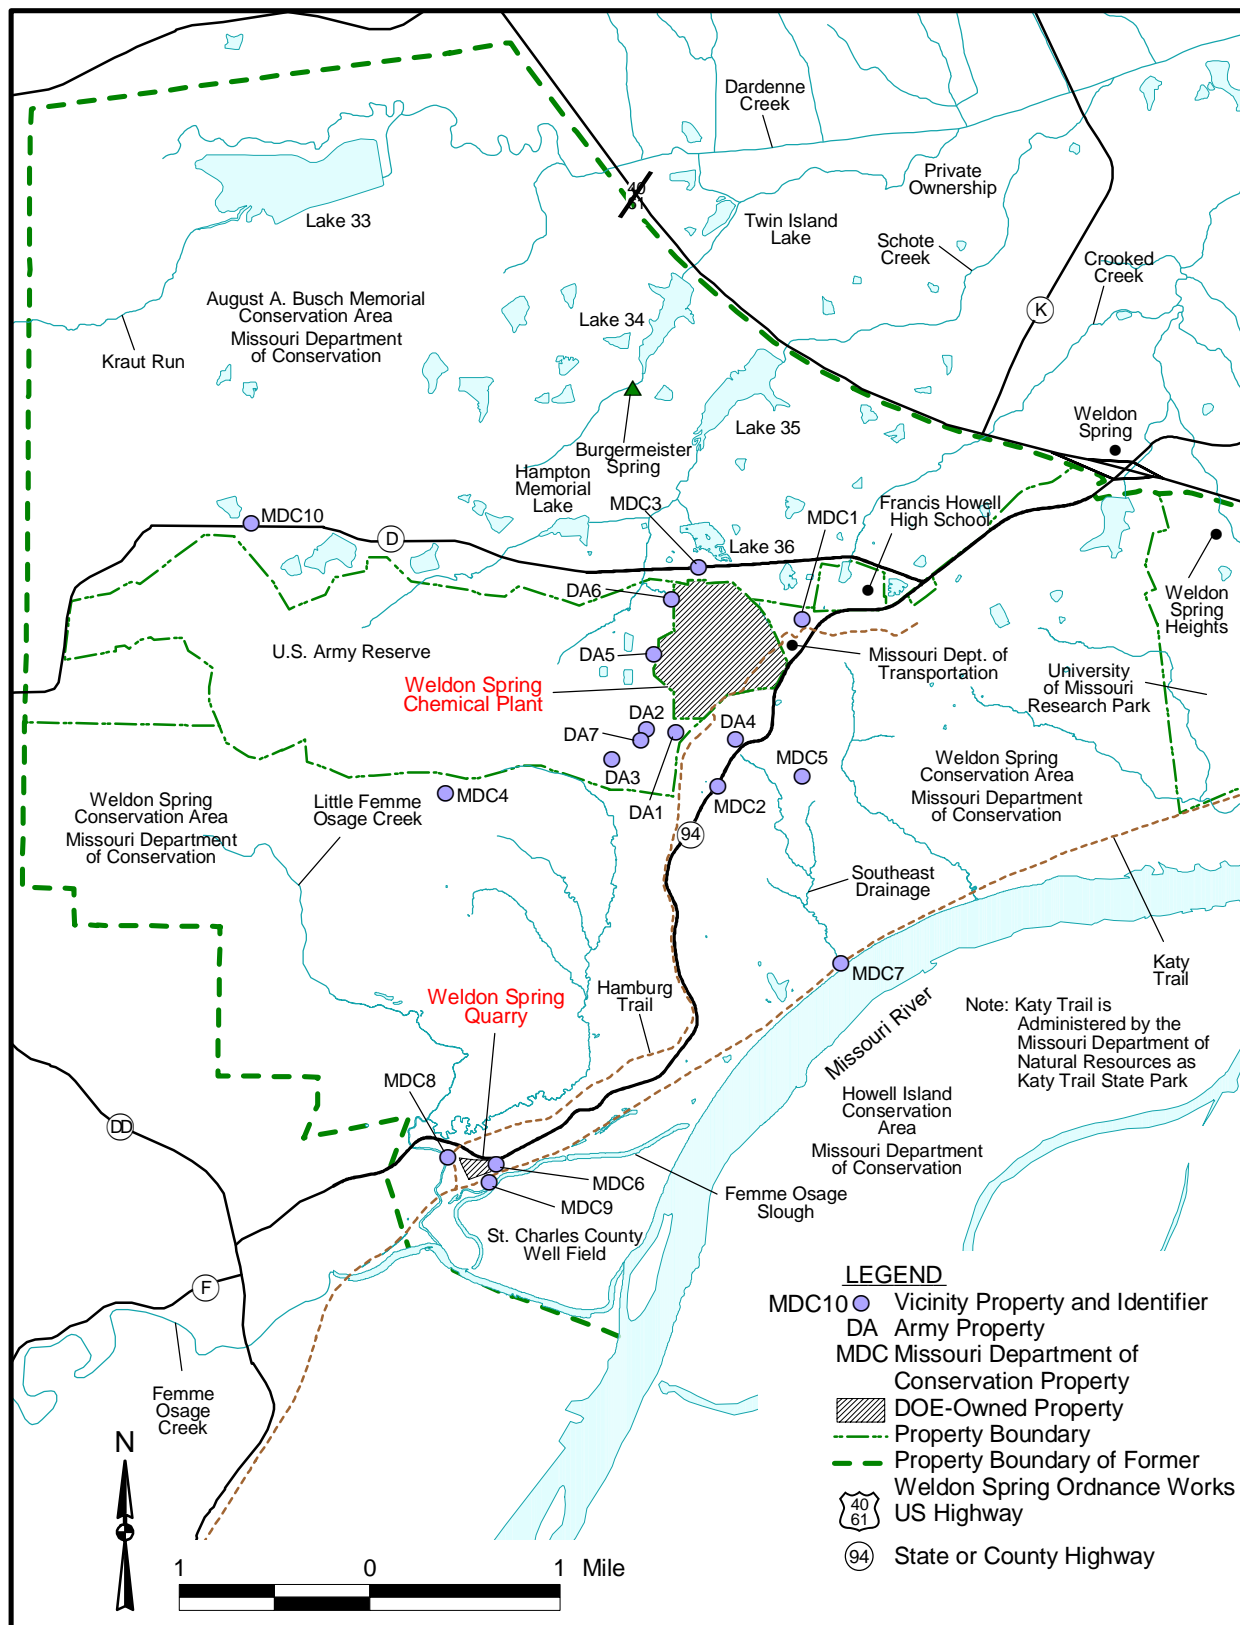 Dardenne
Creek
Private
Ownership
40
61
Lake 33
Twin Island
Lake
Schote
Creek
Crooked
Creek
August A. Busch Memorial
Conservation Area
Missouri Department
of Conservation
K
Lake 34
Kraut Run
Weldon
Spring
Lake 35
Burgermeister
Spring
Hampton
Memorial
Lake
MDC3
Francis Howell
High School
MDC10
MDC1
D
Lake 36
DA6
Weldon
Spring
Heights
U.S. Army Reserve
DA5
Missouri Dept. of
Transportation
University
of Missouri
Research Park
Weldon Spring
Chemical Plant
DA2
DA7
DA4
DA3
MDC5
Weldon Spring
Conservation Area
Missouri Department
of Conservation
Weldon Spring
Conservation Area
Missouri Department
of Conservation
Little Femme
Osage Creek
MDC4
DA1
MDC2
94
Southeast
Drainage
Katy
Trail
MDC7
Weldon Spring
Quarry
Hamburg
Trail
Missouri River
Note: Katy Trail is
Administered by the
Missouri Department of
Natural Resources as
Katy Trail State Park
MDC8
Howell Island
Conservation
Area
Missouri Department
of Conservation
DD
MDC6
MDC9
Femme Osage
Slough
St. Charles County
Well Field
F
Femme
Osage
Creek
LEGEND
MDC10 Vicinity Property and Identifier
DA Army Property
MDC Missouri Department of
Conservation Property
DOE-Owned Property
Property Boundary
Property Boundary of Former
Weldon Spring Ordnance Works
40
61
US Highway
94 State or County Highway
N
1 0 1 Mile